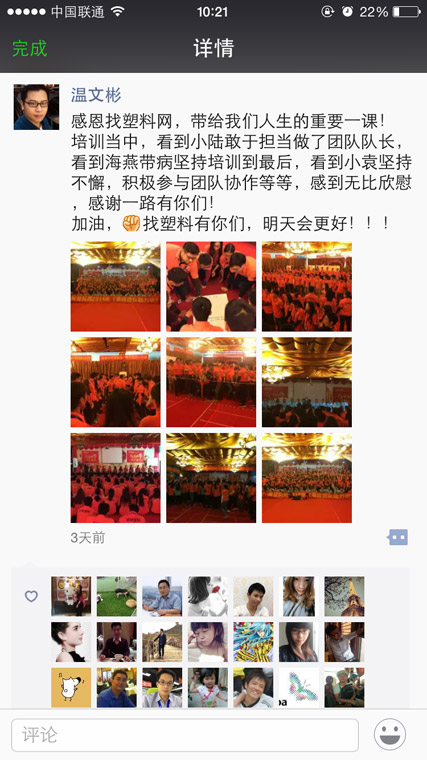 中国联通
10:21
22%
完成
详情
温文彬
感恩找塑料网，带给我们人生的重要一课！
培训当中，看到小陆敢于担当做了团队队长，
看到海燕带病坚持培训到最后，看到小袁坚持
不懈，积极参与团队协作等等，感到无比欣慰
，感谢一路有你们！
加油，✊找塑料有你们，明天会更好！！！
3天前
评论